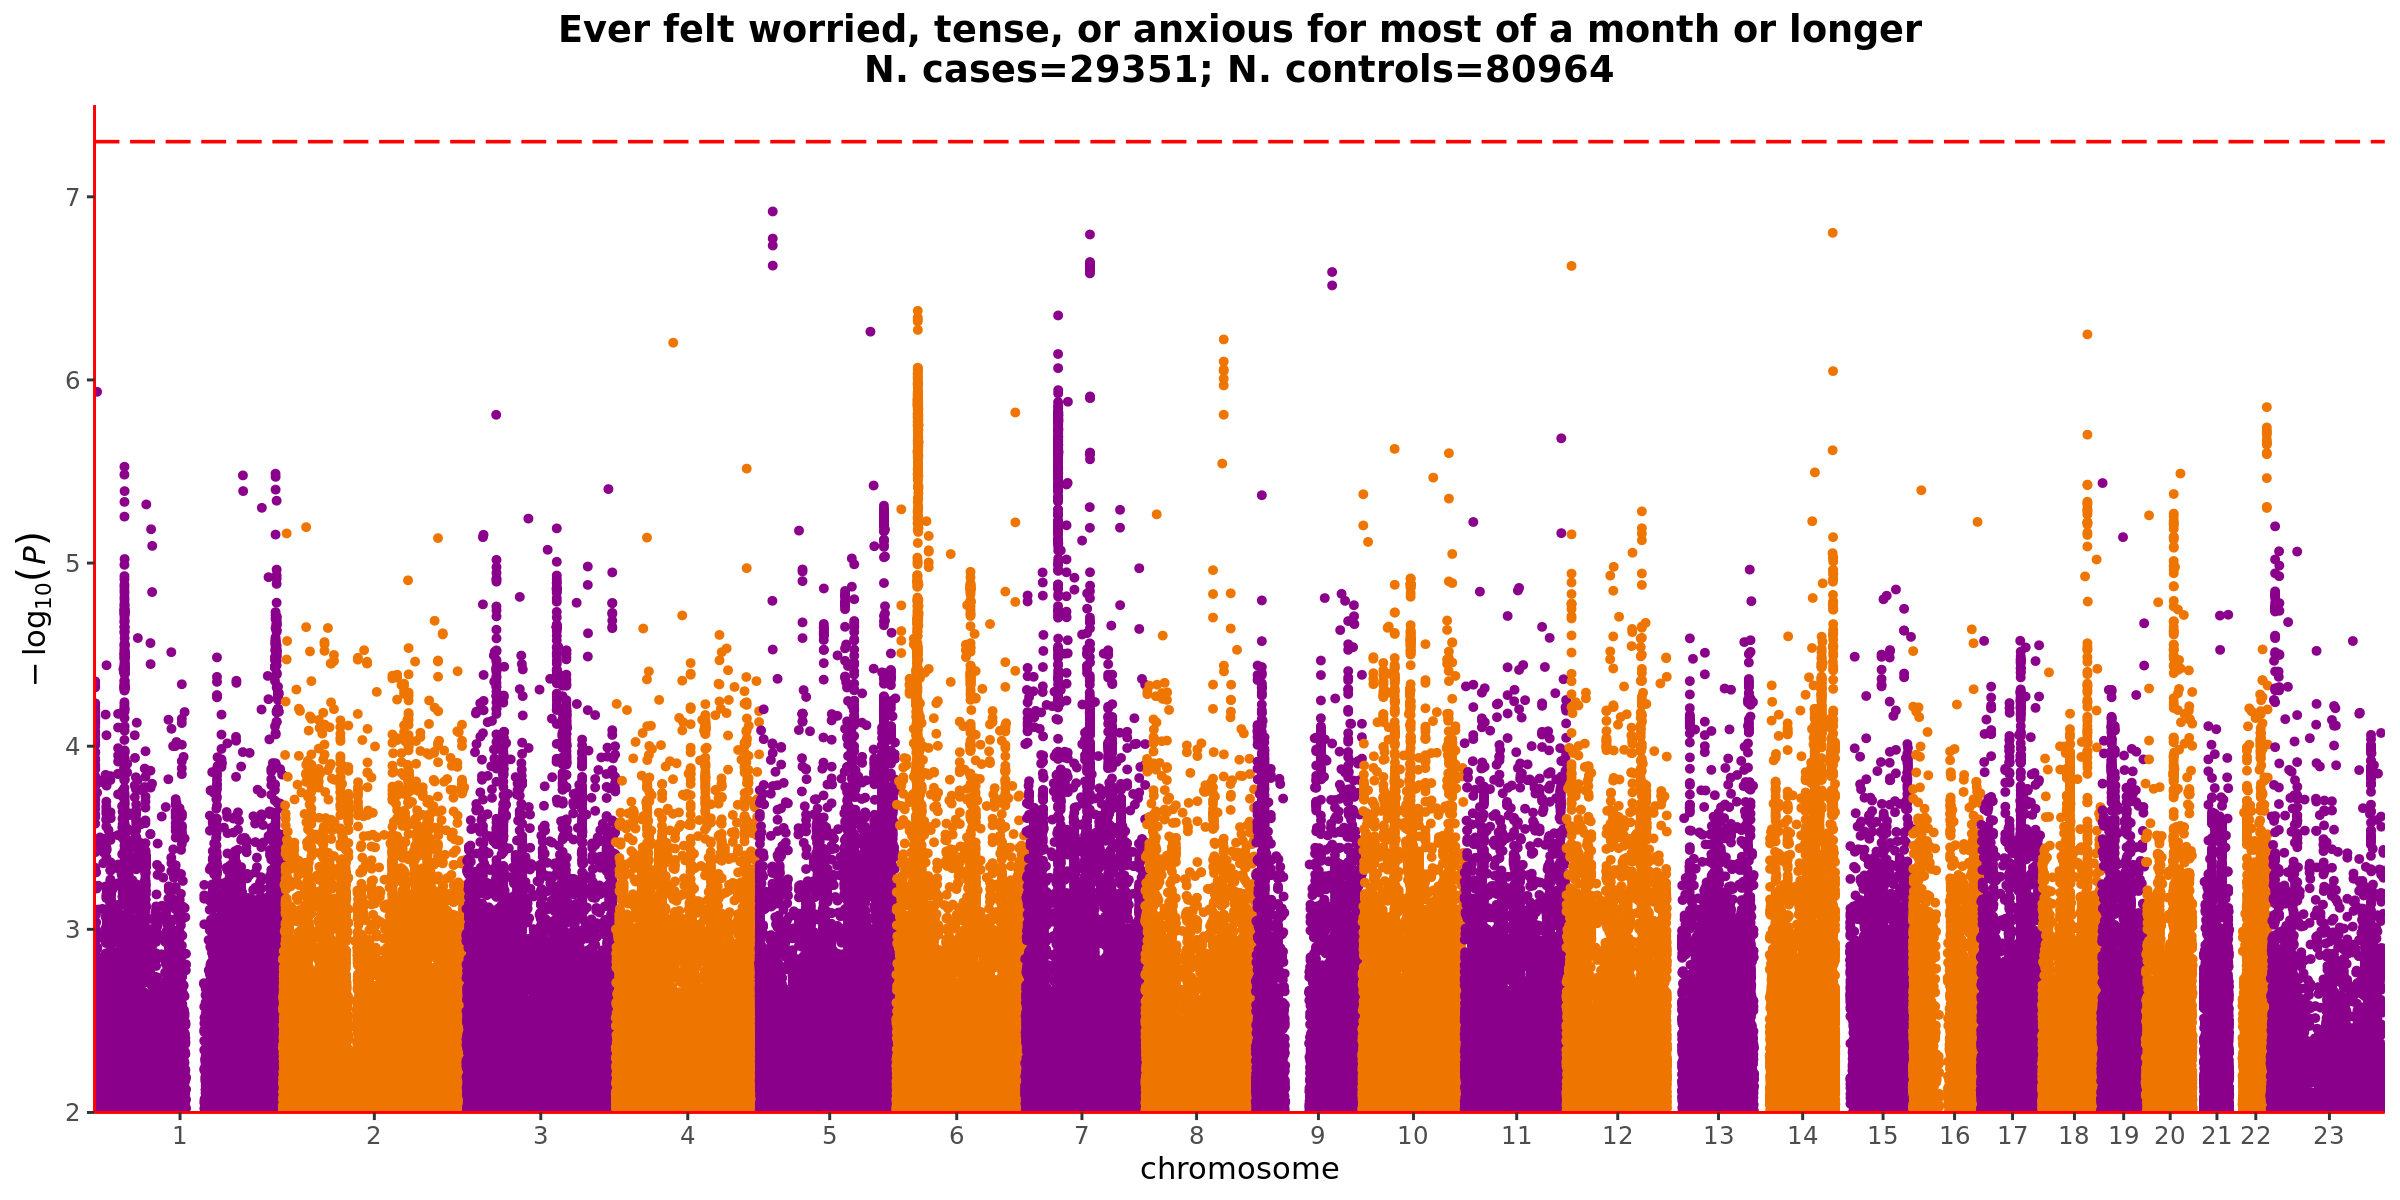 Ever felt worried, tense, or anxious for most of a month or longer
N. cases=29351; N. controls=80964
7
6
5
4
3
2
−log10(P)
1 2 3 4 5 6 7 8 9 10 11 12 13 14 15 16 17 18 19 20 21 22 23
chromosome